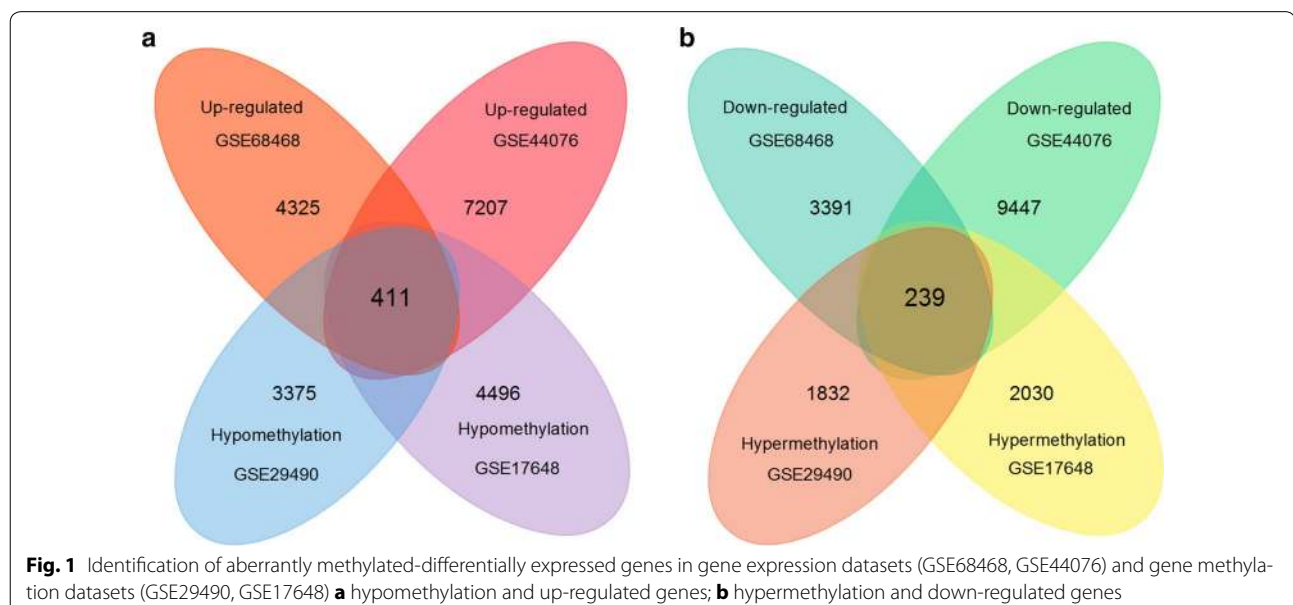 a
Up-regulated
GSE68468
Up-regulated
GSE44076
4325
7207
411
3375
4496
Hypomethylation
GSE29490
Hypomethylation
GSE17648
b
Down-regulated
GSE68468
Down-regulated
GSE44076
3391
9447
239
1832
2030
Hypermethylation
GSE29490
Hypermethylation
GSE17648
Fig. 1 Identification of aberrantly methylated-differentially expressed genes in gene expression datasets (GSE68468, GSE44076) and gene methyla-
tion datasets (GSE29490, GSE17648) a hypomethylation and up-regulated genes; b hypermethylation and down-regulated genes